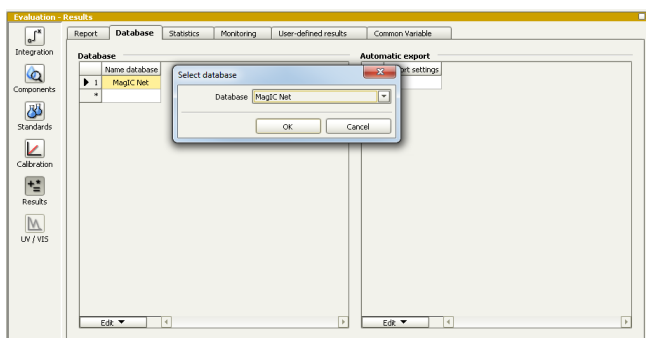 Evaluation - Results
Report Database Statistics Monitoring User-defined results Common Variable
Integration
Components
Standards
Calibration
Results
UV / VIS
Database
Name database
1 MagIC Net
*
Edit
Select database
Database MagIC Net
OK Cancel
Automatic export
settings
Edit